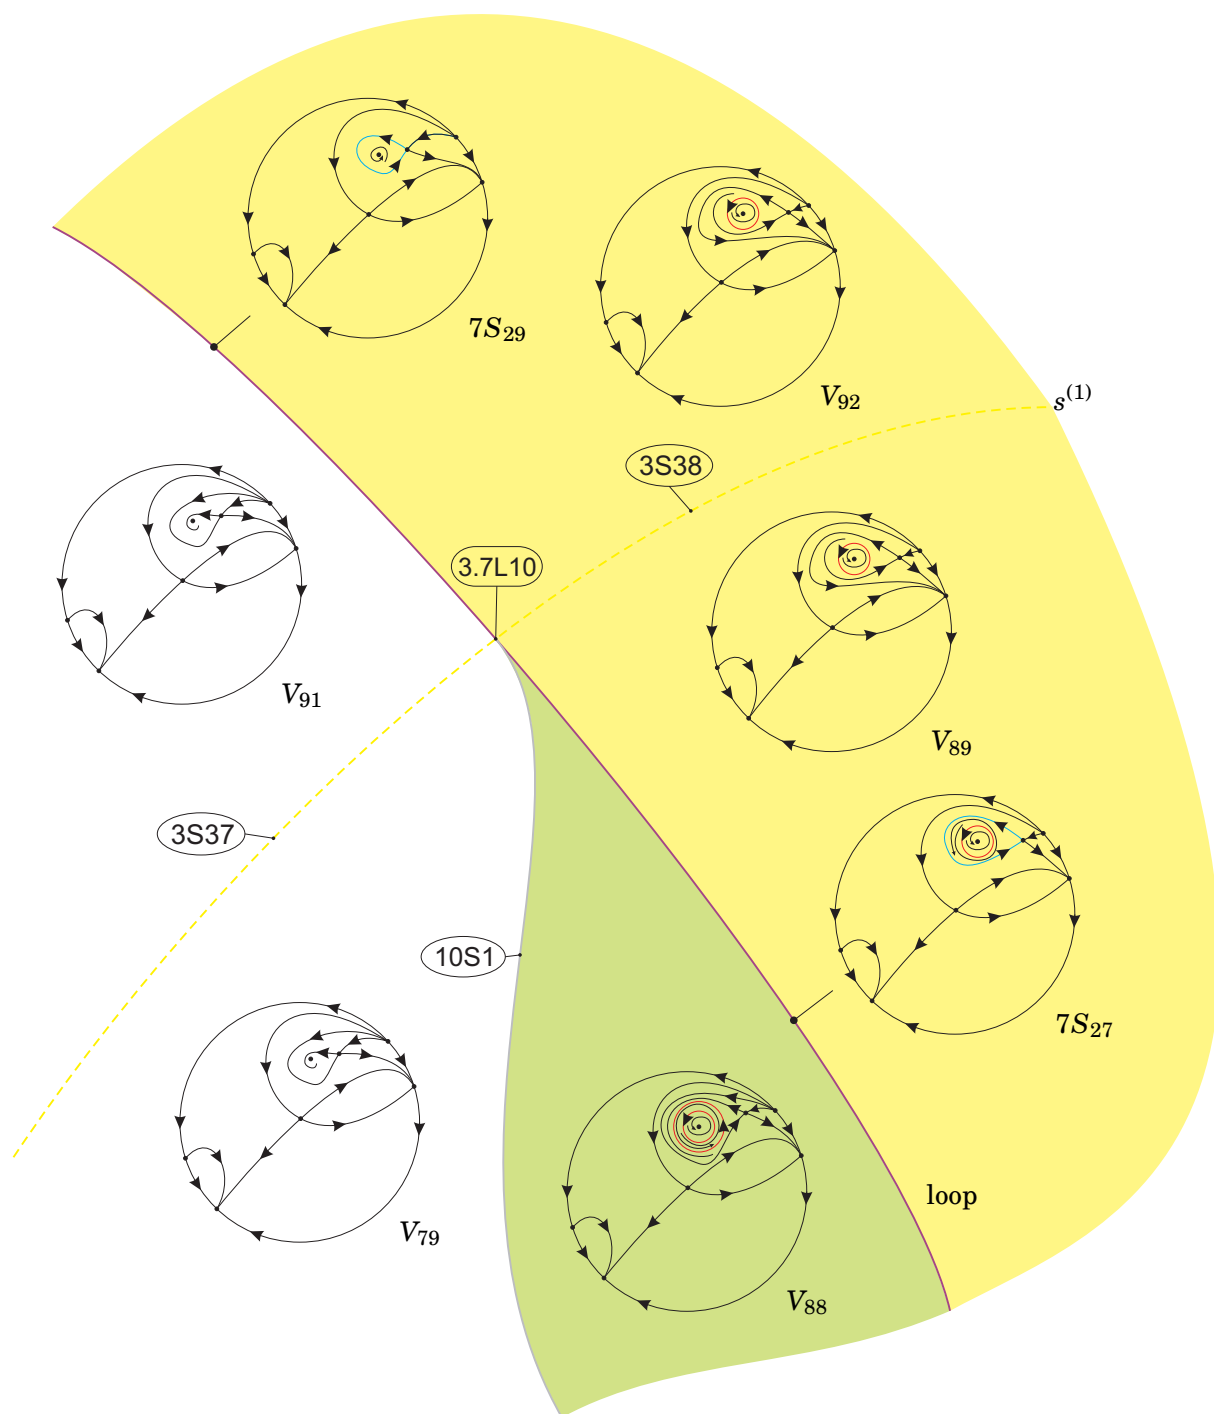 7S₂₉
V₉₂
s⁽¹⁾
3S38
V₉₁
3.7L10
V₈₉
3S37
10S1
7S₂₇
V₇₉
loop
V₈₈